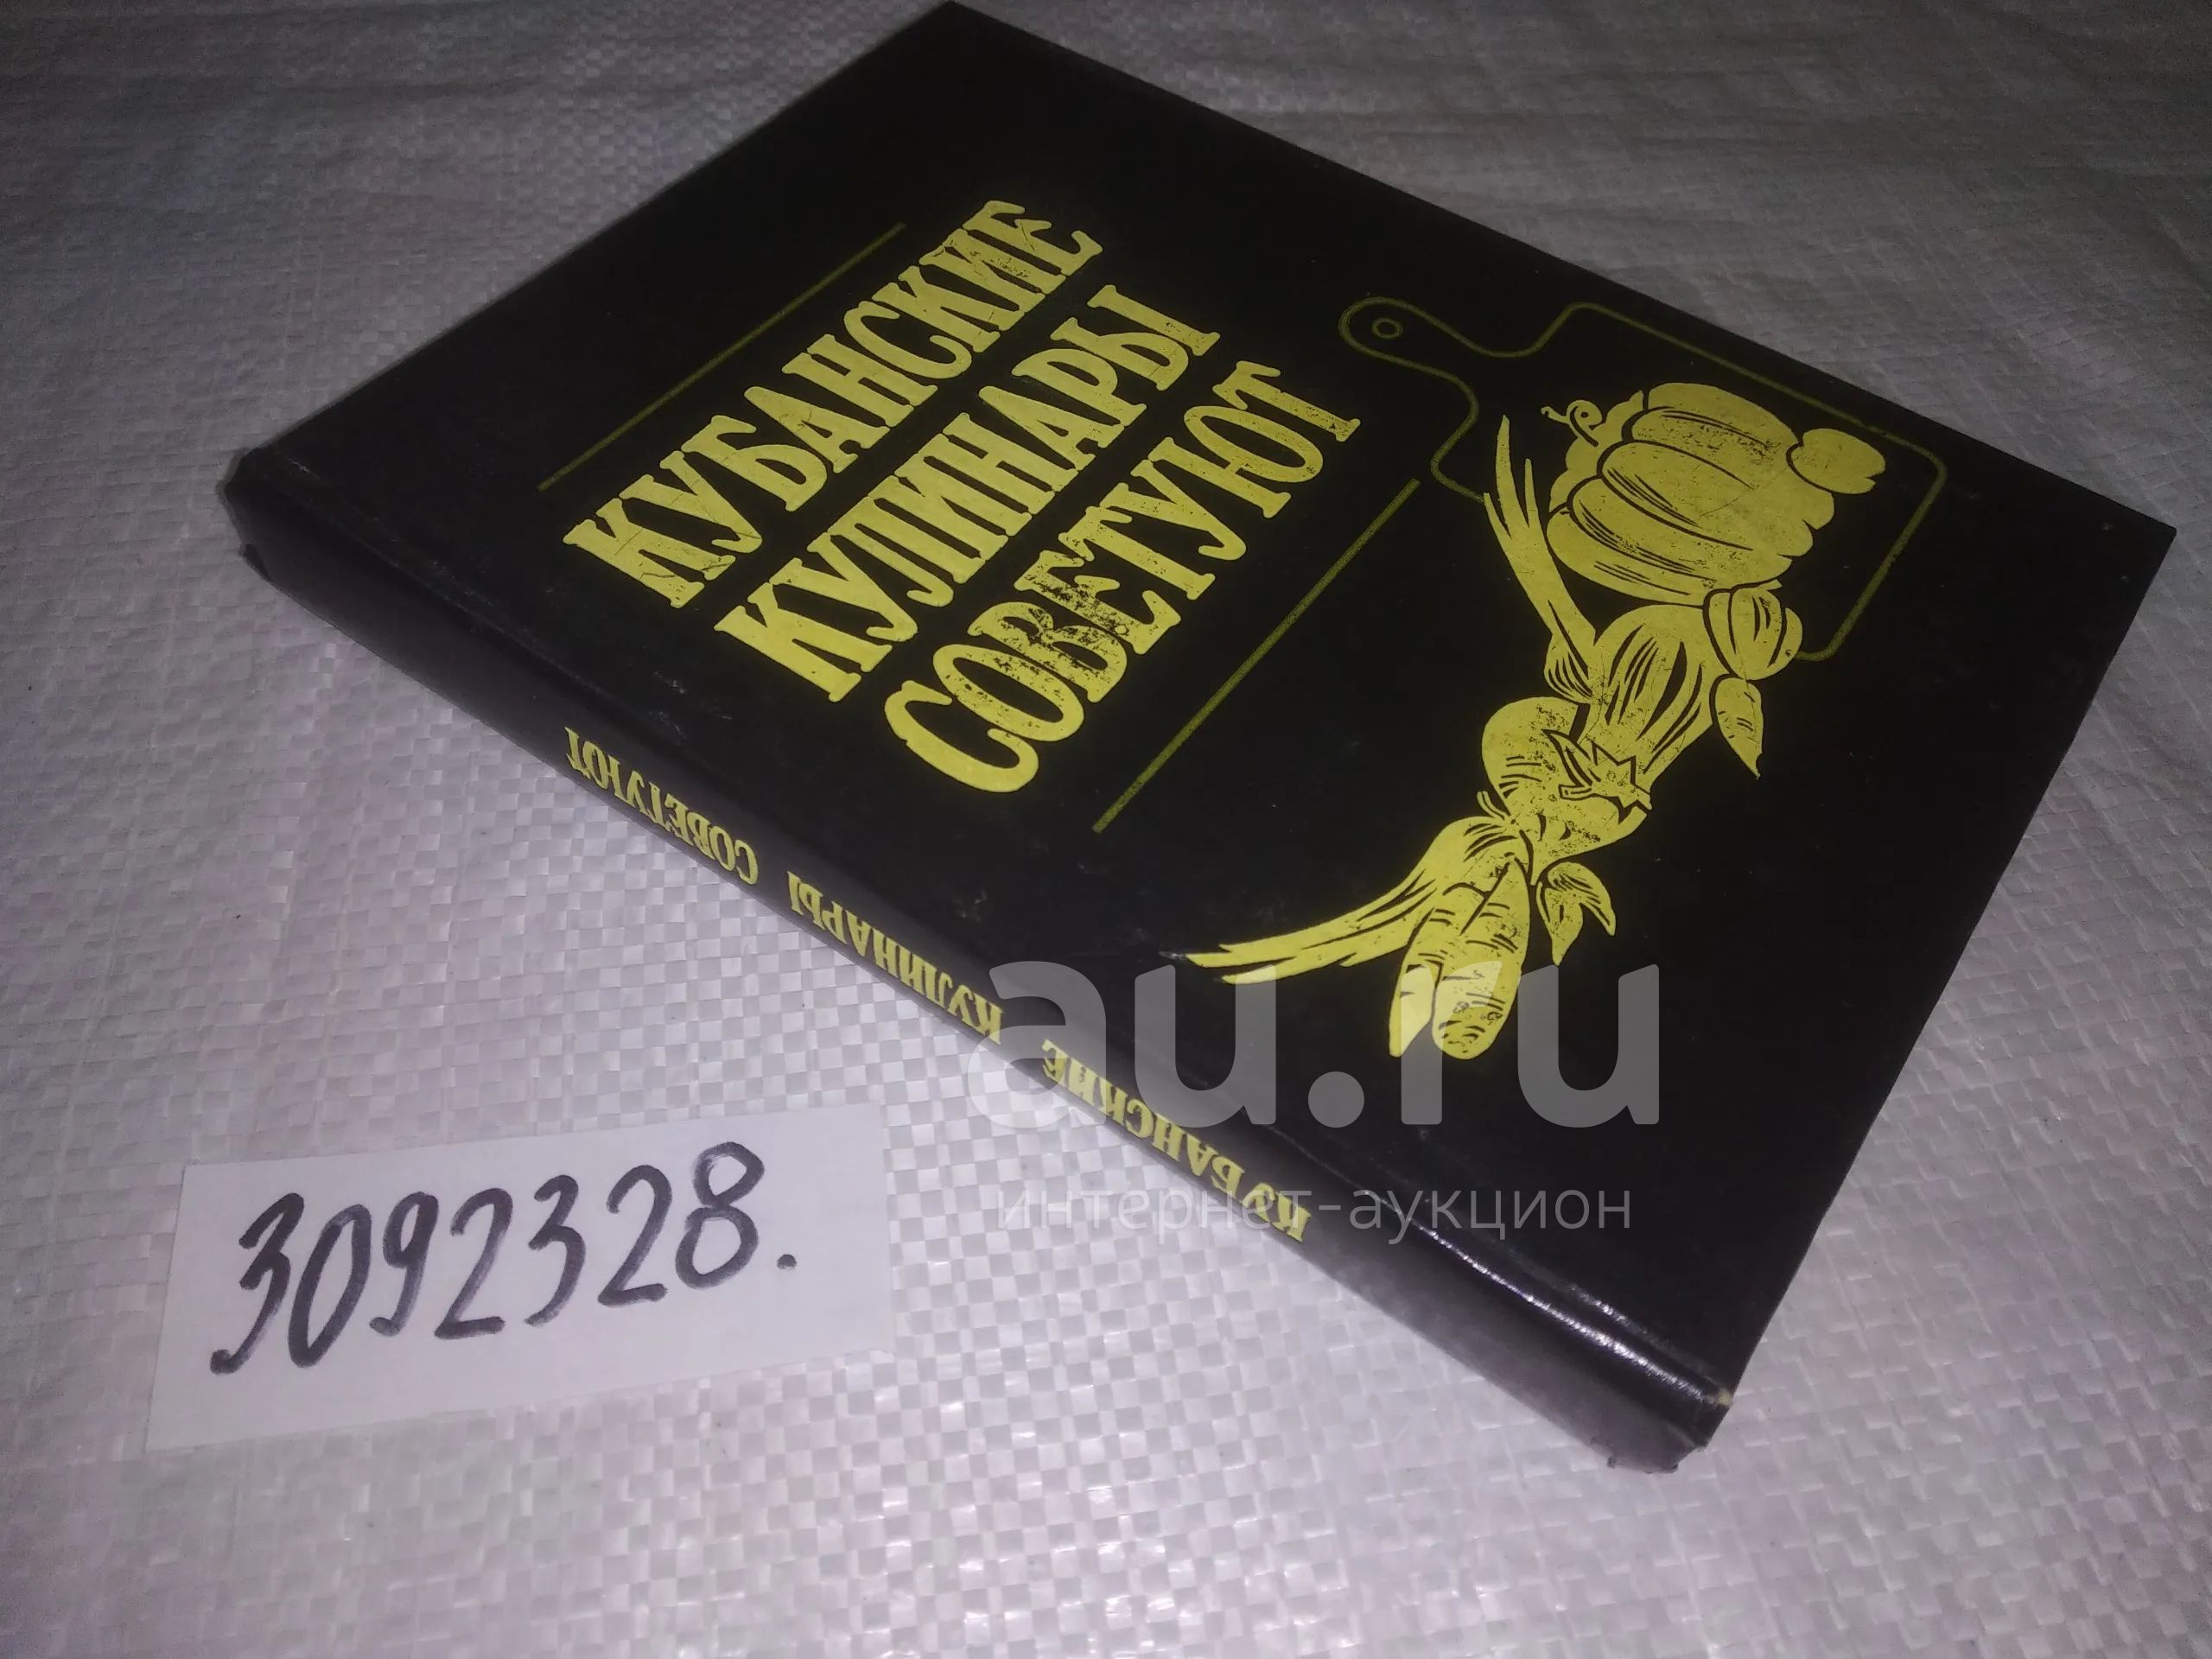 КУБАНСКИЕ
КУЛИНАРЫ
СОВЕТУЮТ
КУБАНСКИЕ КУЛИНАРЫ СОВЕТУЮТ
au.ru
интернет-аукцион
3092328.